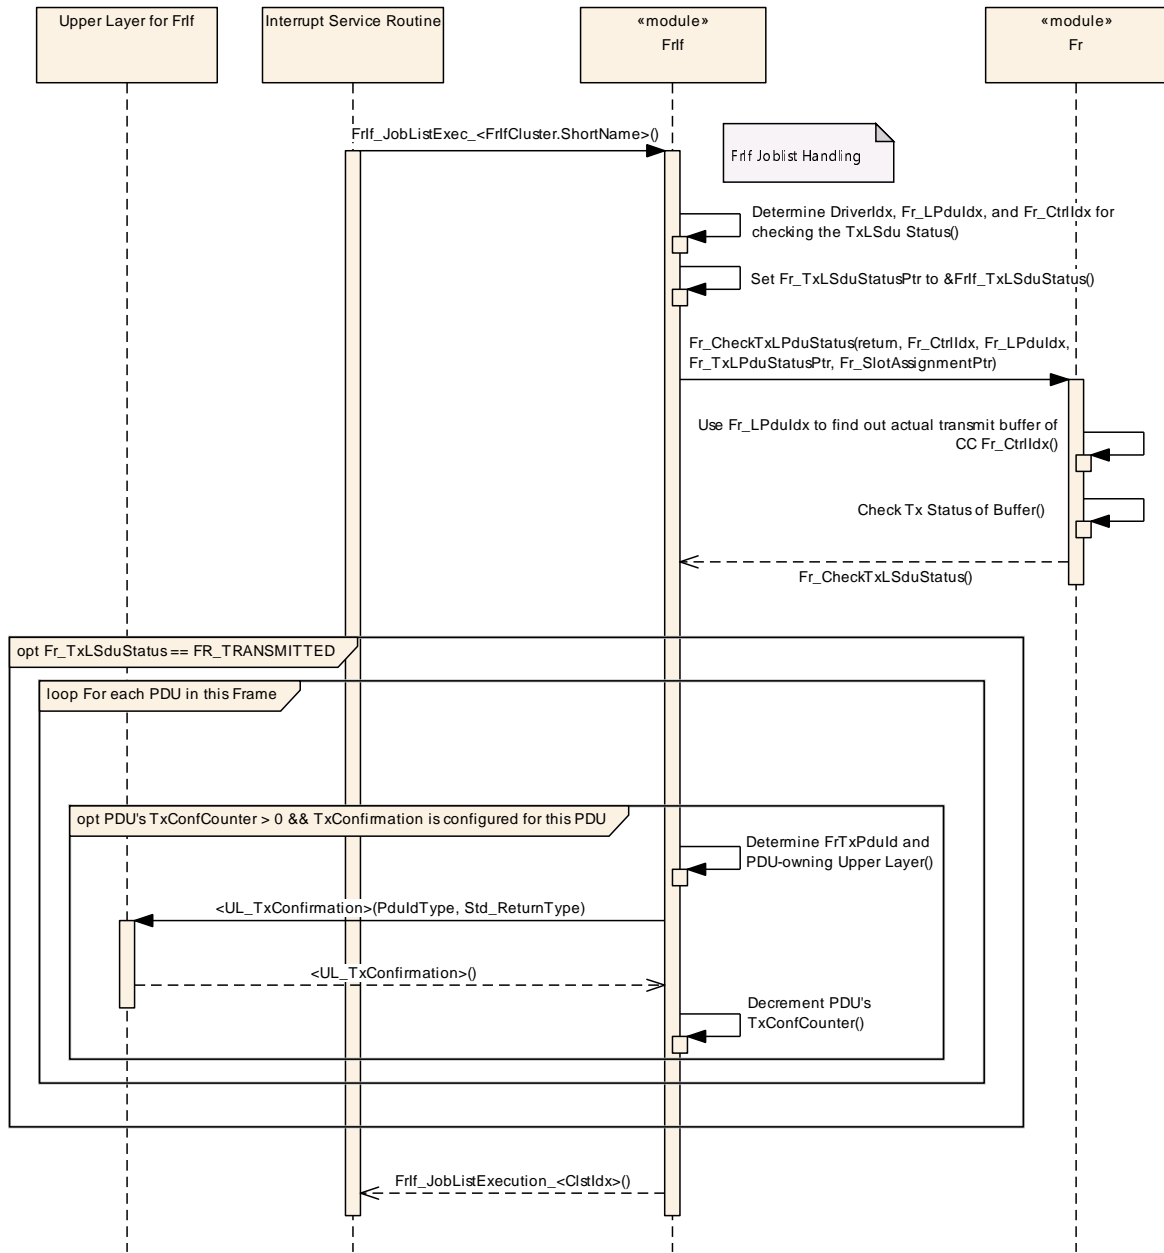 Upper Layer for FrIf
Interrupt Service Routine
«module»
FrIf
«module»
Fr
FrIf_JobListExec_<FrIfCluster.ShortName>()
FrIf Joblist Handling
Determine DriverIdx, Fr_LPduIdx, and Fr_CtrlIdx for
checking the TxLSdu Status()
Set Fr_TxLSduStatusPtr to &FrIf_TxLSduStatus()
Fr_CheckTxLPduStatus(return, Fr_CtrlIdx, Fr_LPduIdx,
Fr_TxLPduStatusPtr, Fr_SlotAssignmentPtr)
Use Fr_LPduIdx to find out actual transmit buffer of
CC Fr_CtrlIdx()
Check Tx Status of Buffer()
Fr_CheckTxLSduStatus()
opt Fr_TxLSduStatus == FR_TRANSMITTED
loop For each PDU in this Frame
opt PDU's TxConfCounter > 0 && TxConfirmation is configured for this PDU
Determine FrTxPduId and
PDU-owning Upper Layer()
<UL_TxConfirmation>(PduIdType, Std_ReturnType)
<UL_TxConfirmation>()
Decrement PDU's
TxConfCounter()
FrIf_JobListExecution_<ClstIdx>()